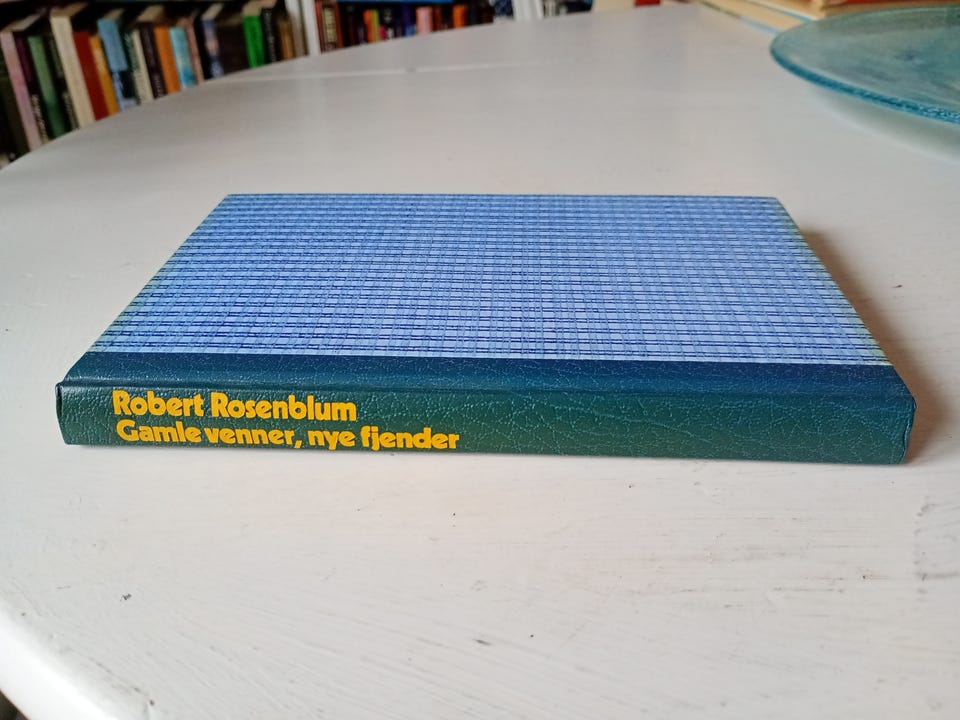 Robert Rosenblum
Gamle venner, nye fjender